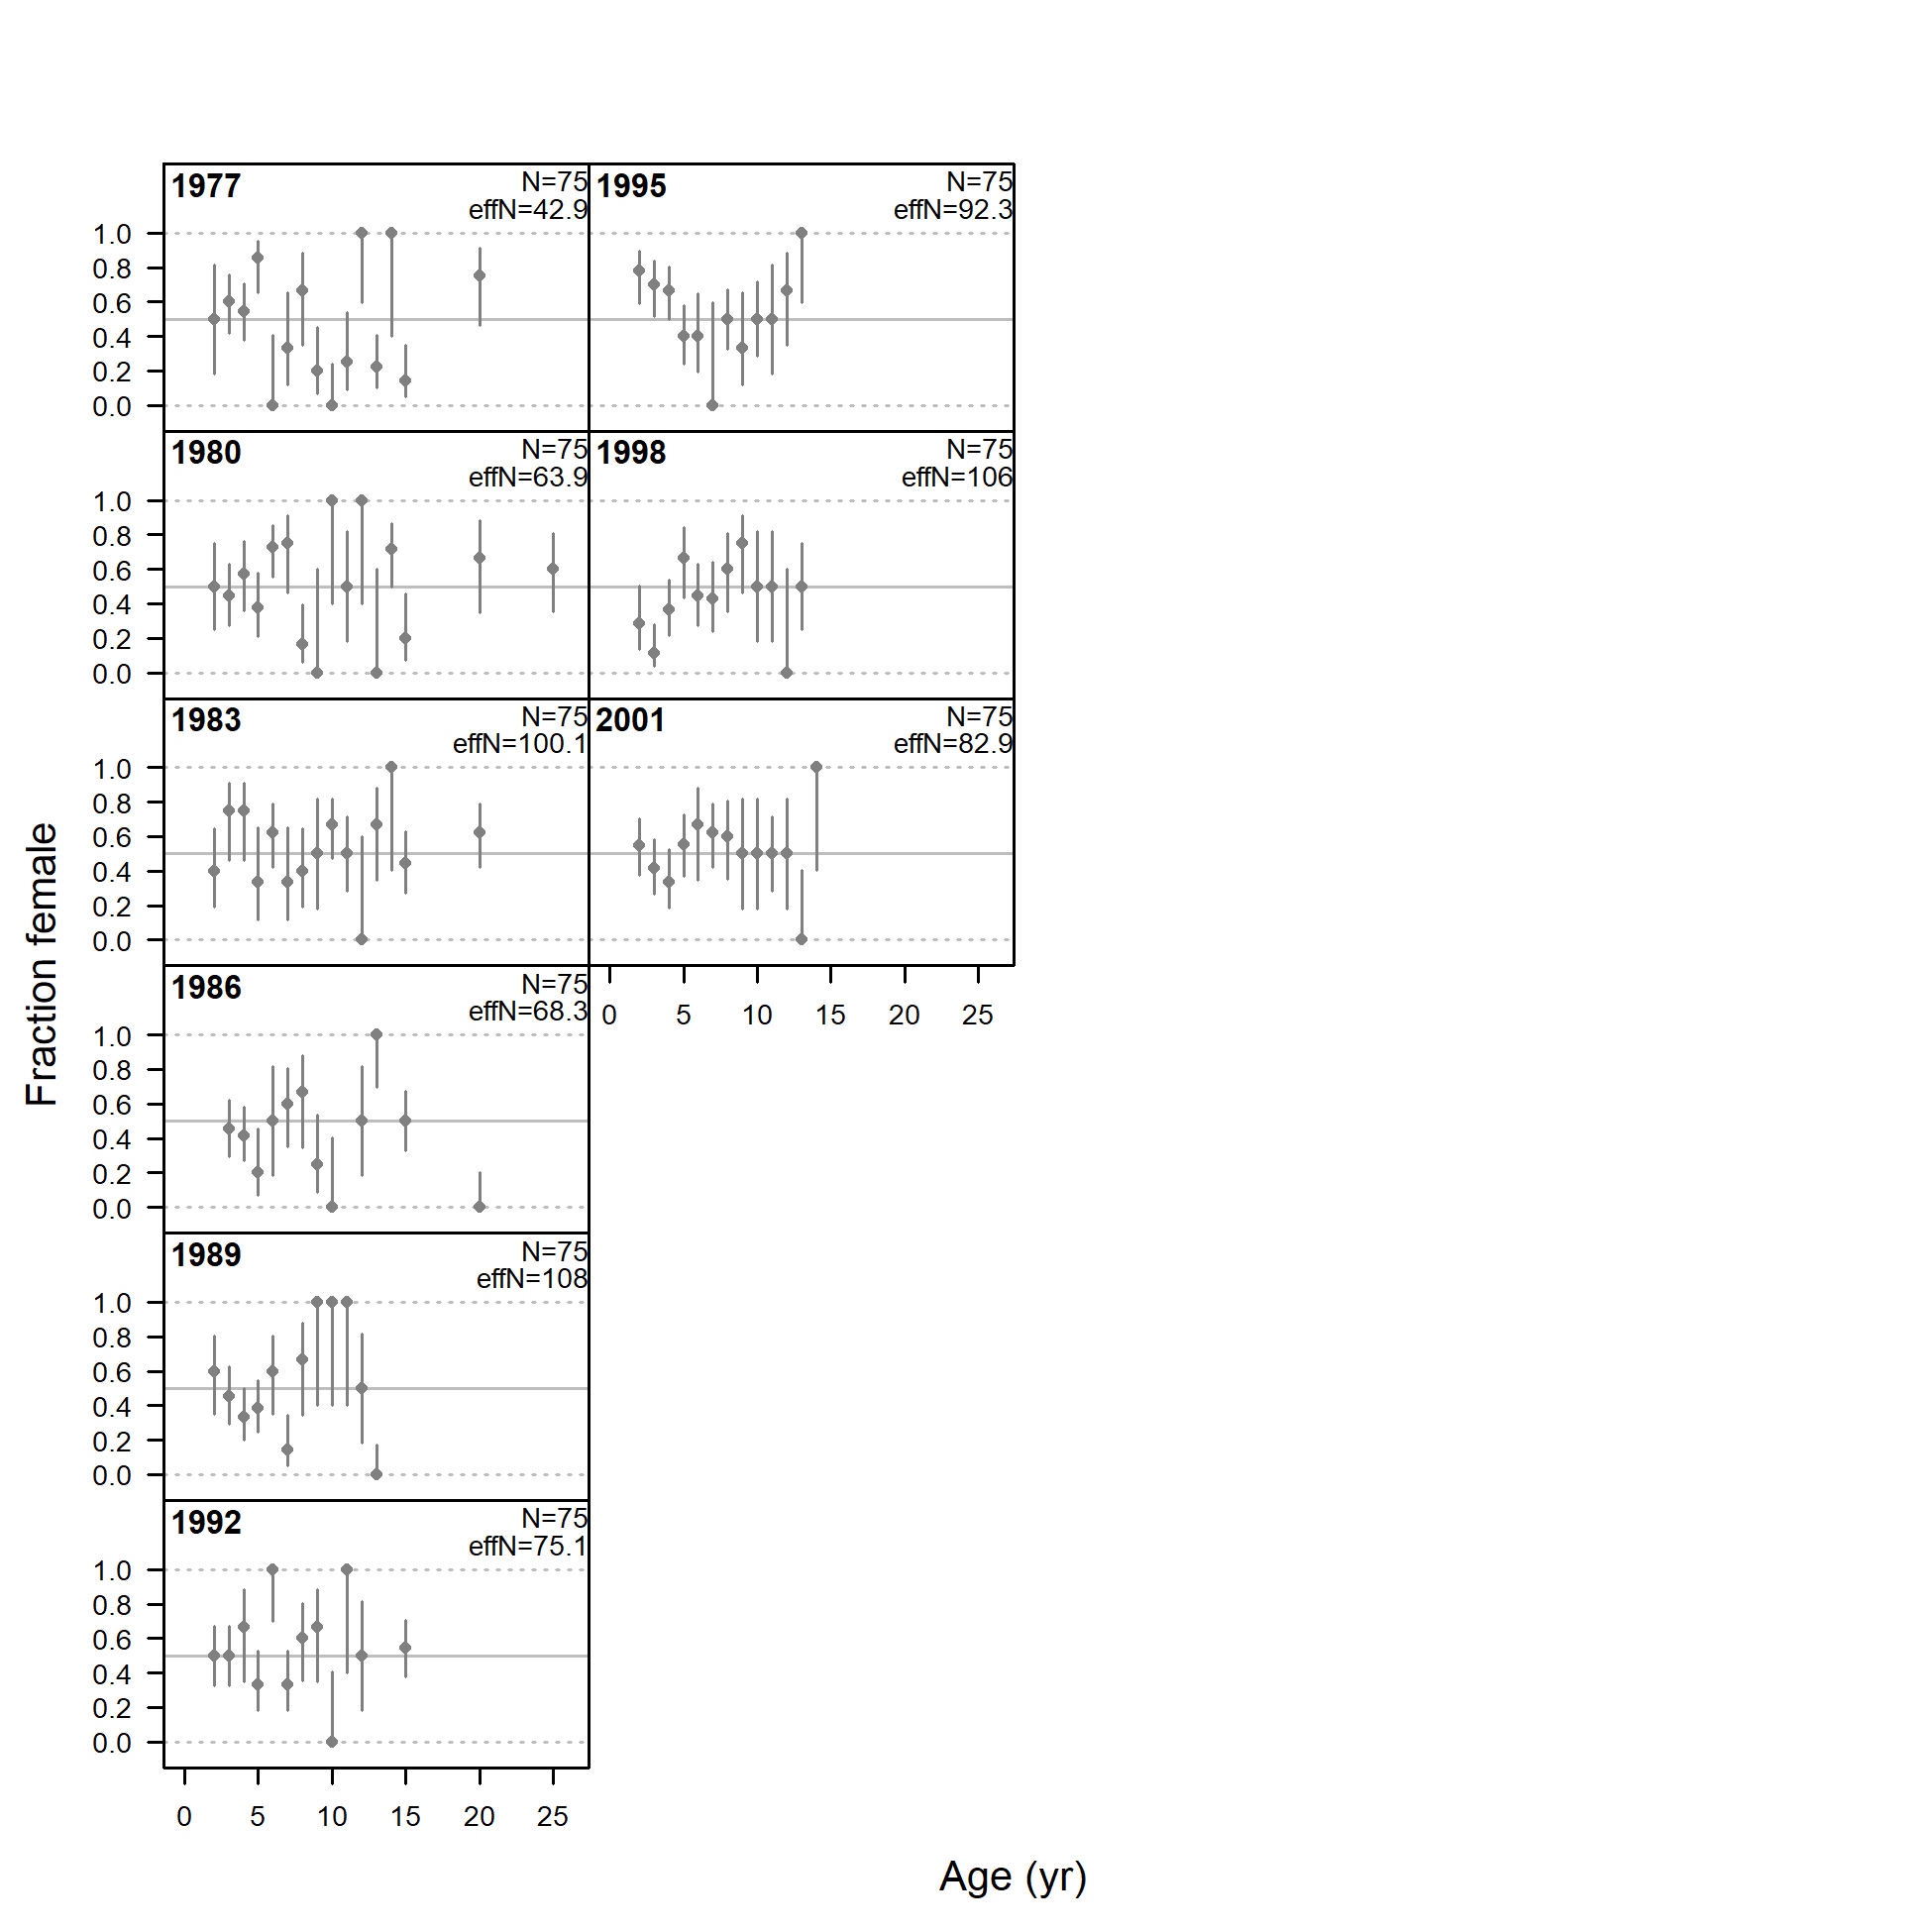 1977 N=75
effN=42.9
1.0
0.8
0.6
0.4
0.2
0.0
1995 N=75
effN=92.3
1980 N=75
effN=63.9
1.0
0.8
0.6
0.4
0.2
0.0
1998 N=75
effN=106
1983 N=75
effN=100.1
1.0
0.8
0.6
0.4
0.2
0.0
2001 N=75
effN=82.9
0 5 10 15 20 25
1986 N=75
effN=68.3
1.0
0.8
0.6
0.4
0.2
0.0
1989 N=75
effN=108
1.0
0.8
0.6
0.4
0.2
0.0
1992 N=75
effN=75.1
1.0
0.8
0.6
0.4
0.2
0.0
0 5 10 15 20 25
Fraction female
Age (yr)